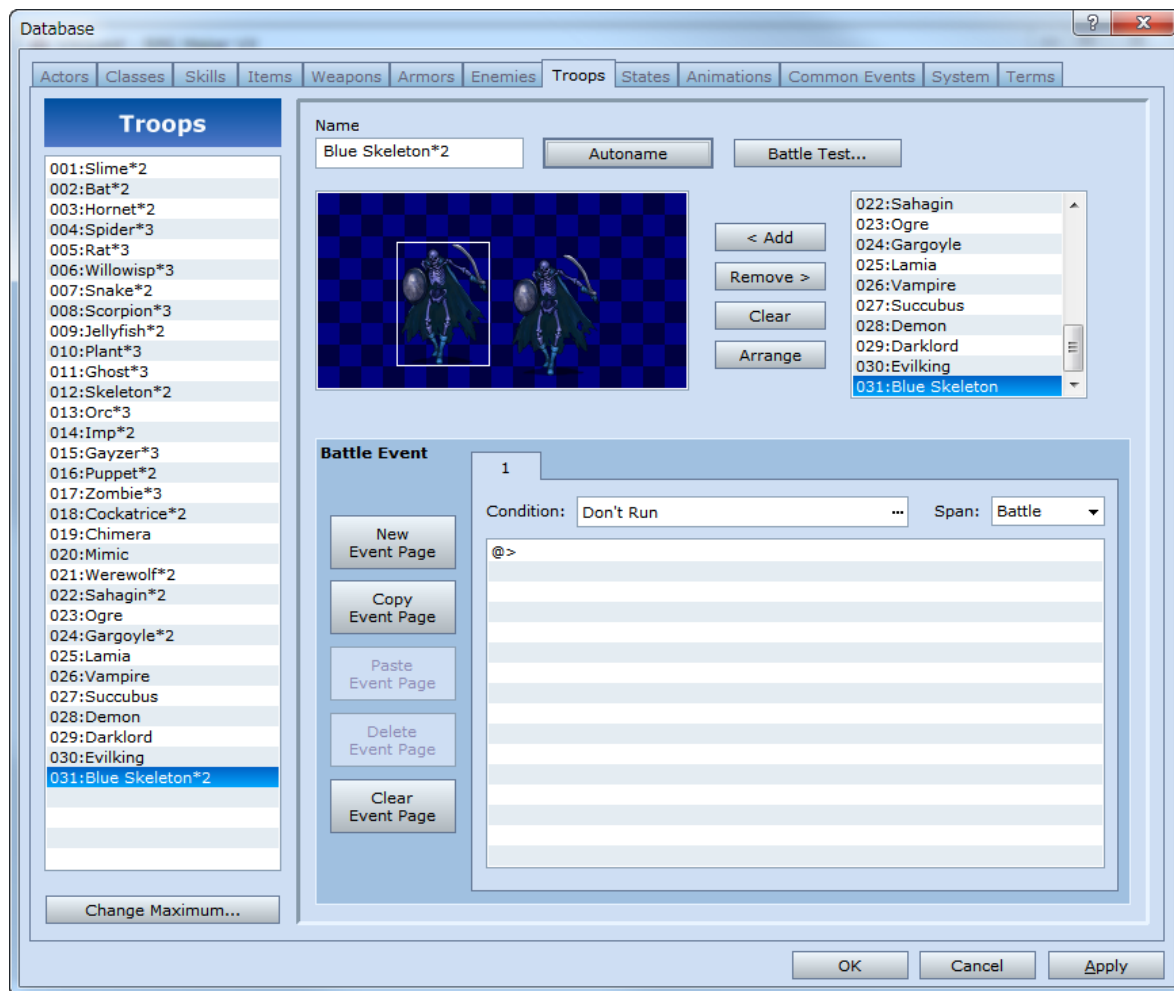 Database
Actors Classes Skills Items Weapons Armors Enemies Troops States Animations Common Events System Terms
Troops
001:Slime*2
002:Bat*2
003:Hornet*2
004:Spider*3
005:Rat*3
006:Willowisp*3
007:Snake*2
008:Scorpion*3
009:Jellyfish*2
010:Plant*3
011:Ghost*3
012:Skeleton*2
013:Orc*3
014:Imp*2
015:Gayzer*3
016:Puppet*2
017:Zombie*3
018:Cockatrice*2
019:Chimera
020:Mimic
021:Werewolf*2
022:Sahagin*2
023:Ogre
024:Gargoyle*2
025:Lamia
026:Vampire
027:Succubus
028:Demon
029:Darklord
030:Evilking
031:Blue Skeleton*2
Change Maximum...
Name
Blue Skeleton*2
Autoname
Battle Test...
< Add
Remove >
Clear
Arrange
022:Sahagin
023:Ogre
024:Gargoyle
025:Lamia
026:Vampire
027:Succubus
028:Demon
029:Darklord
030:Evilking
031:Blue Skeleton
Battle Event
New
Event Page
Copy
Event Page
Paste
Event Page
Delete
Event Page
Clear
Event Page
1
Condition: Don't Run ... Span: Battle
@>
OK Cancel Apply